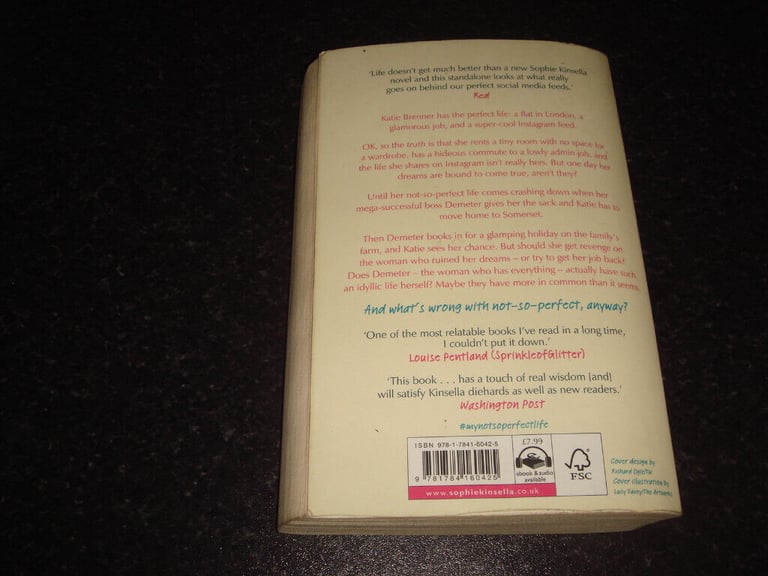 'Life doesn't get much better than a new Sophie Kinsella
novel and this standalone looks at what really
goes on behind our perfect social media feeds.'
Red
Katie Brenner has the perfect life: a flat in London, a
glamorous job, and a super-cool Instagram feed.
OK, so the truth is that she rents a tiny room with no space for
a wardrobe, has a hideous commute to a lowly admin job, and
the life she shares on Instagram isn't really hers. But one day her
dreams are bound to come true, aren't they?
Until her not-so-perfect life comes crashing down when her
mega-successful boss Demeter gives her the sack and Katie has to
move home to Somerset.
Then Demeter books in for a glamping holiday on the family's
farm, and Katie sees her chance. But should she get revenge on
the woman who ruined her dreams – or try to get her job back?
Does Demeter – the woman who has everything – actually have such
an idyllic life herself? Maybe they have more in common than it seems.
And what's wrong with not-so-perfect, anyway?
'One of the most relatable books I've read in a long time,
I couldn't put it down.'
Louise Pentland (SprinkleofGlitter)
'This book . . . has a touch of real wisdom [and]
will satisfy Kinsella diehards as well as new readers.'
Washington Post
#mynotsoperfectlife
ISBN 978-1-7841-6042-5
£7.99
9 781784 160425
ebook & audio
available
FSC
www.sophiekinsella.co.uk
Cover design by
Richard Ogle/TW
Cover illustration by
Lucy Davey/The Artworks